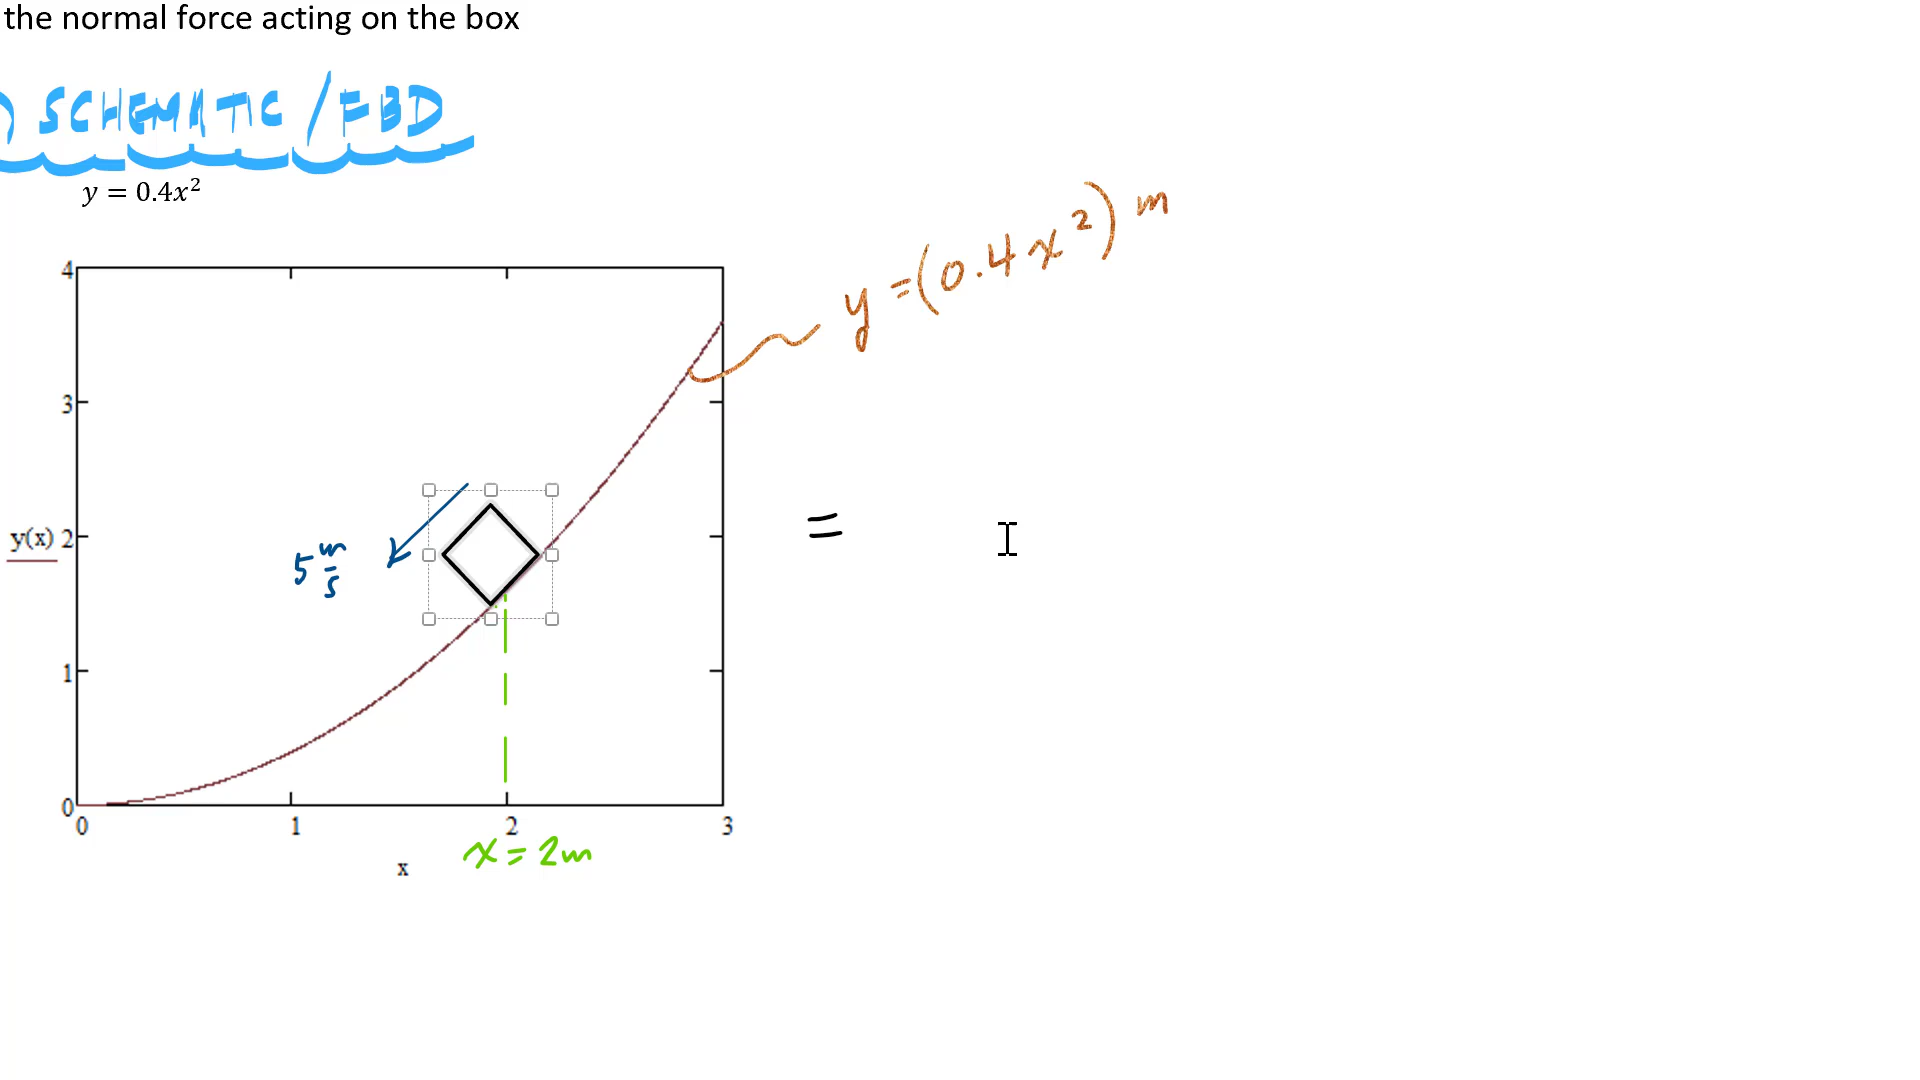 the normal force acting on the box
) SCHEMATIC / FBD
y = 0.4x²
y = (0.4x²) m
4
3
y(x) 2
1
0
5 m/s
=
0 1 2 3
x = 2m
x